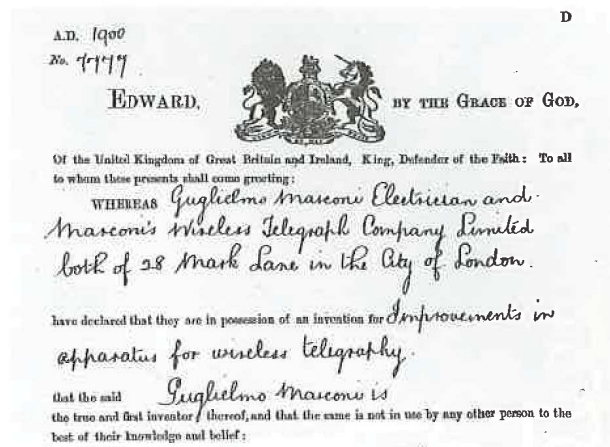 D
A.D. 1900
No. 7777
EDWARD, BY THE GRACE OF GOD,
Of the United Kingdom of Great Britain and Ireland, King, Defender of the Faith: To all
to whom these presents shall come greeting:
WHEREAS Guglielmo Marconi Electrician and
Marconi's Wireless Telegraph Company Limited
both of 28 Mark Lane in the City of London.
have declared that they are in possession of an invention for Improvements in
apparatus for wireless telegraphy.
that the said Guglielmo Marconi is
the true and first inventor thereof, and that the same is not in use by any other person to the
best of their knowledge and belief: